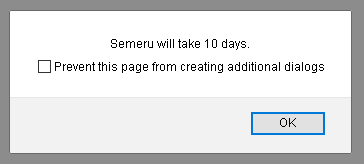 Semeru will take 10 days.
Prevent this page from creating additional dialogs
OK